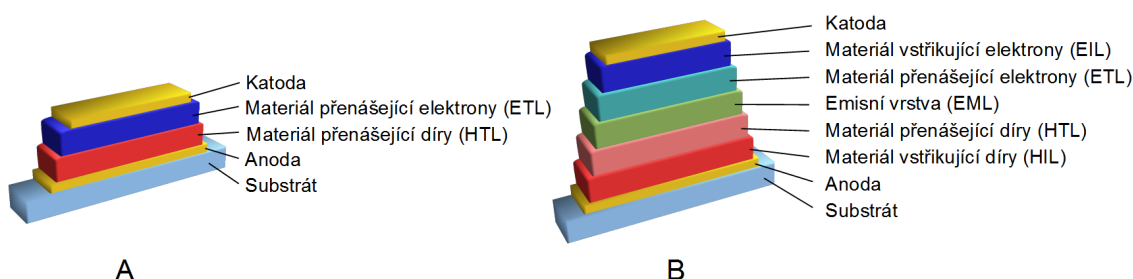 Katoda
Materiál přenášející elektrony (ETL)
Materiál přenášející díry (HTL)
Anoda
Substrát
A
Katoda
Materiál vstřikující elektrony (EIL)
Materiál přenášející elektrony (ETL)
Emisní vrstva (EML)
Materiál přenášející díry (HTL)
Materiál vstřikující díry (HIL)
Anoda
Substrát
B